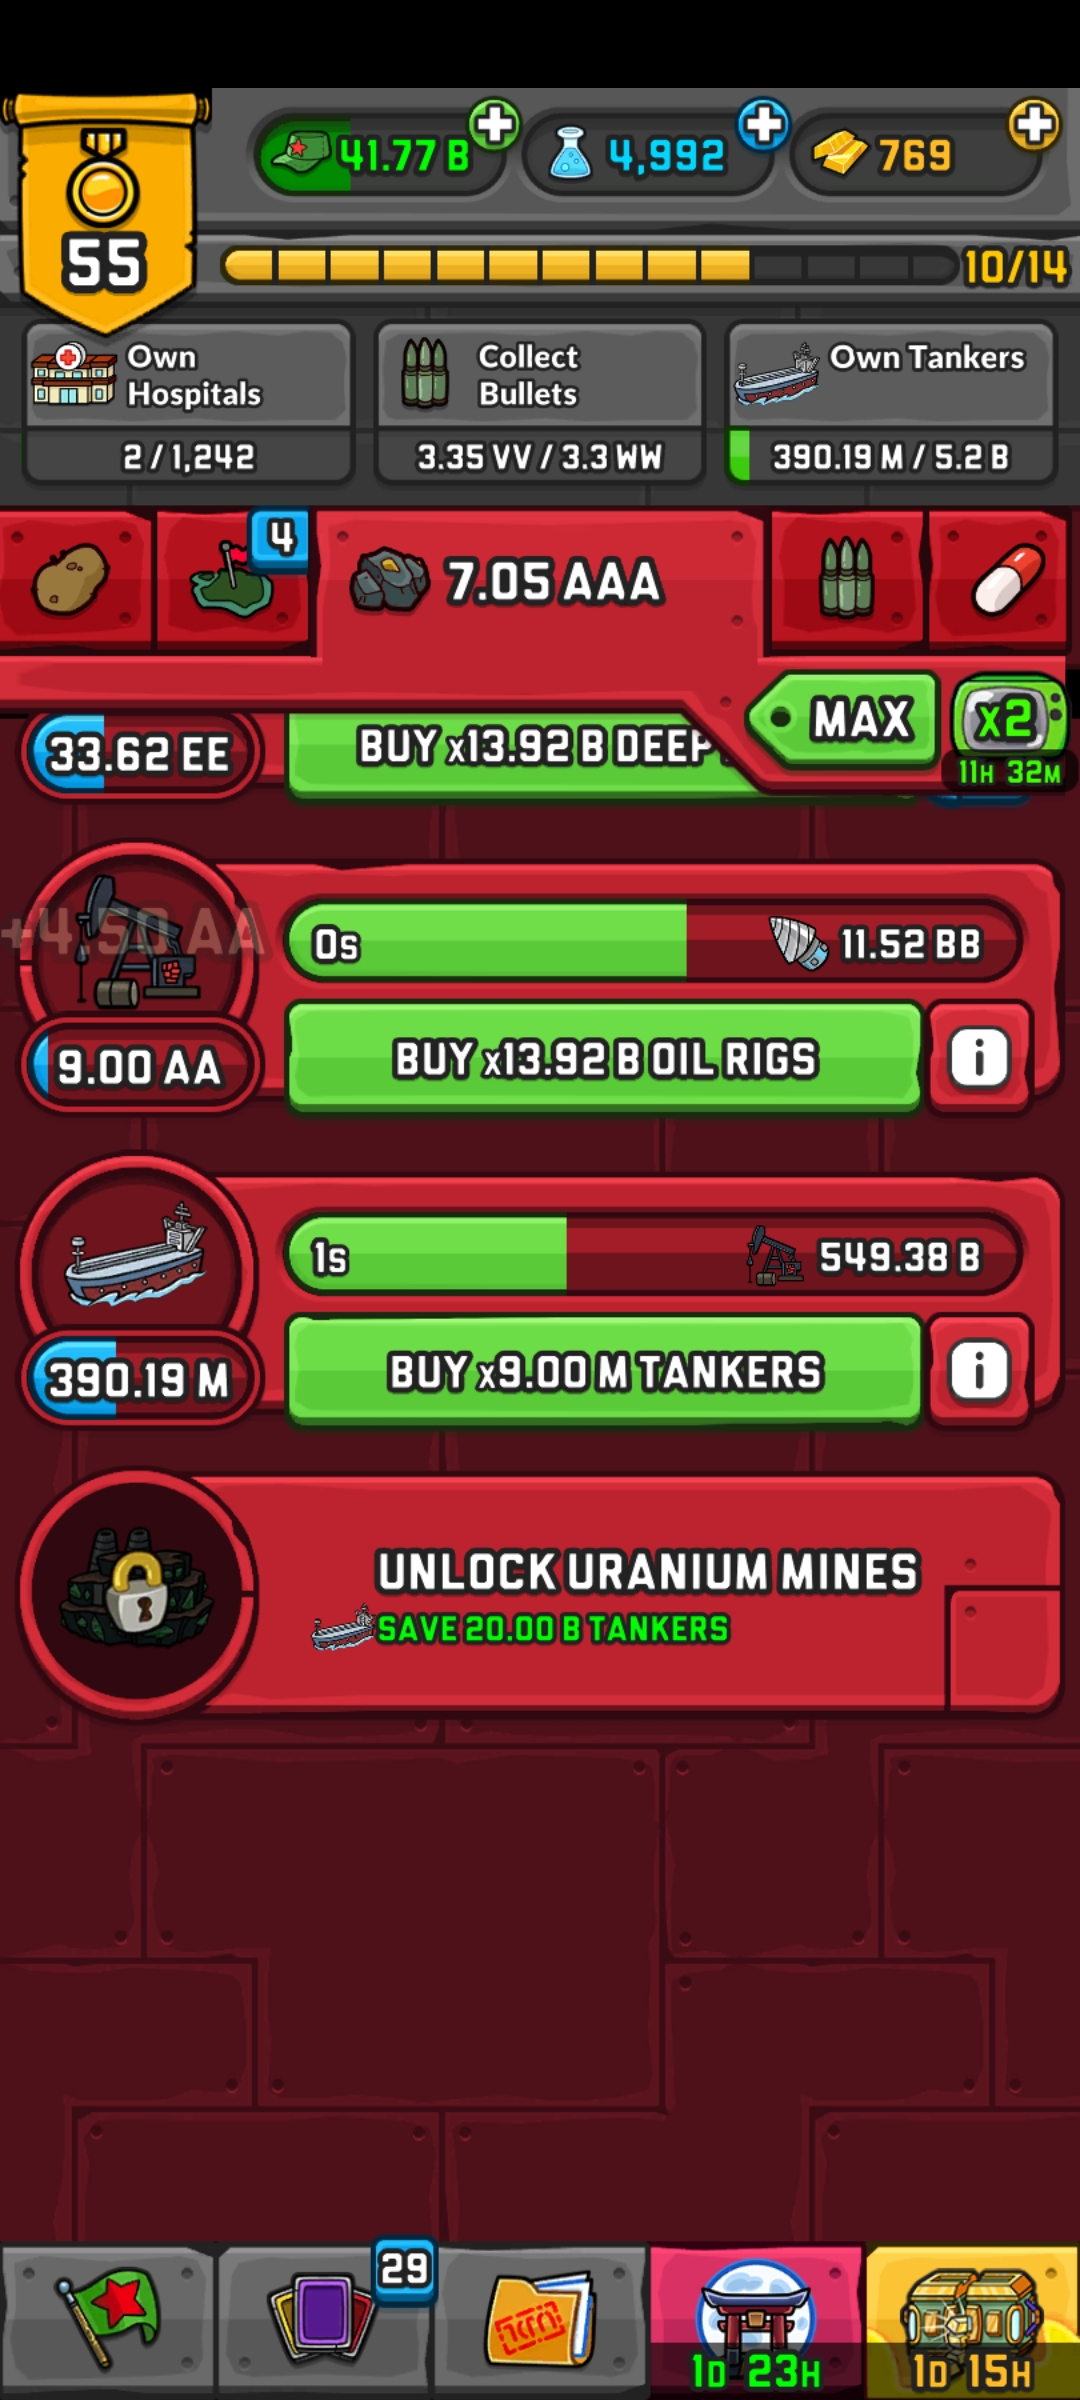 41.77 B
4,992
769
55
10/14
Own
Hospitals
2 / 1,242
Collect
Bullets
3.35 VV / 3.3 WW
Own Tankers
390.19 M / 5.2 B
4
7.05 AAA
MAX
x2
11H 32M
33.62 EE
BUY x13.92 B DEEP
+4.50 AA
0s
11.52 BB
9.00 AA
BUY x13.92 B OIL RIGS
i
1s
549.38 B
390.19 M
BUY x9.00 M TANKERS
i
UNLOCK URANIUM MINES
SAVE 20.00 B TANKERS
29
1D 23H
1D 15H